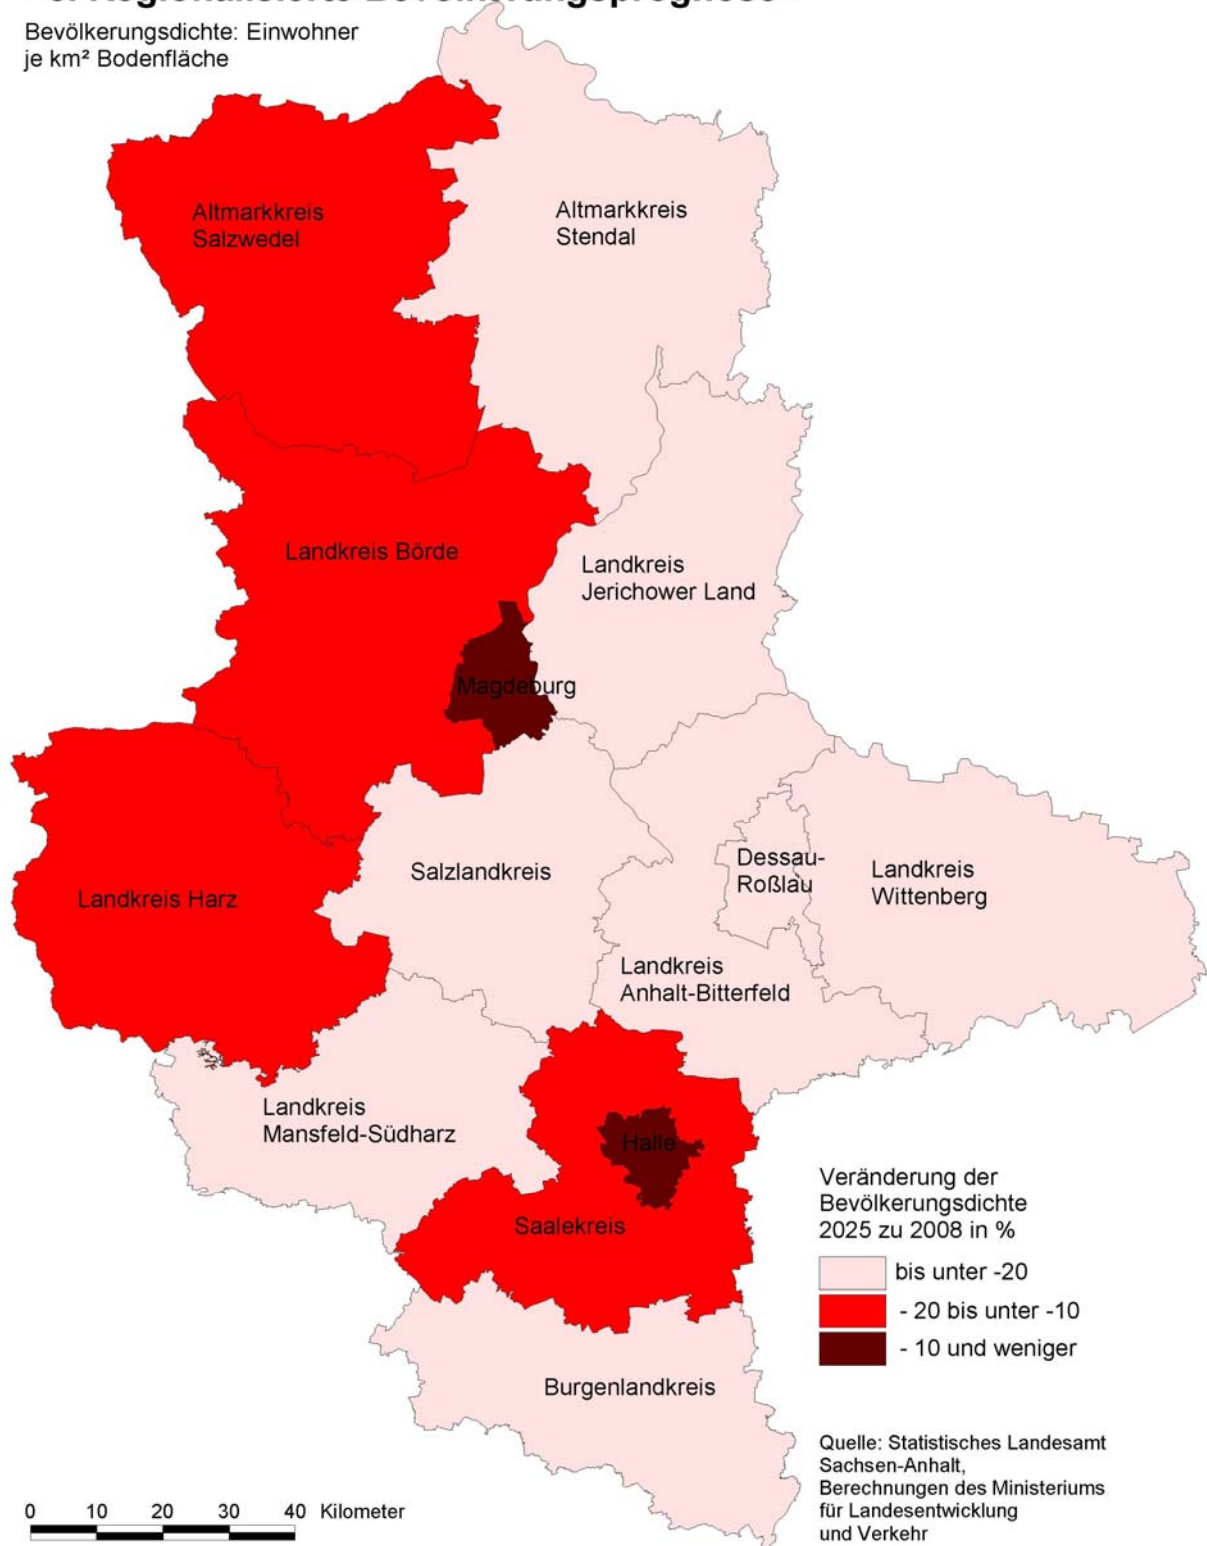 Bevölkerungsdichte: Einwohner
je km² Bodenfläche
Altmarkkreis
Salzwedel
Altmarkkreis
Stendal
Landkreis Börde
Landkreis
Jerichower Land
Magdeburg
Salzlandkreis
Dessau-
Roßlau
Landkreis
Wittenberg
Landkreis Harz
Landkreis
Anhalt-Bitterfeld
Landkreis
Mansfeld-Südharz
Halle
Saalekreis
Burgenlandkreis
Veränderung der
Bevölkerungsdichte
2025 zu 2008 in %
bis unter -20
- 20 bis unter -10
- 10 und weniger
Quelle: Statistisches Landesamt
Sachsen-Anhalt,
Berechnungen des Ministeriums
für Landesentwicklung
und Verkehr
0 10 20 30 40 Kilometer